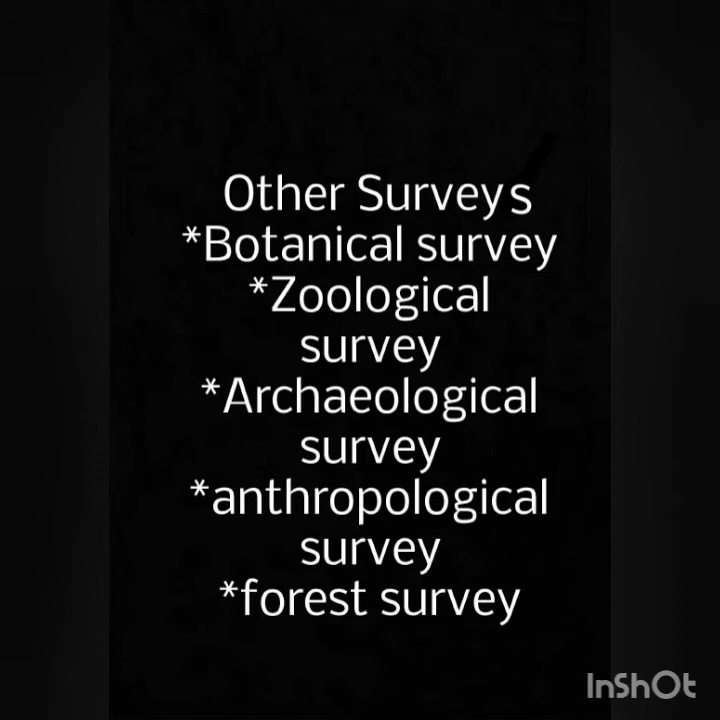 Other Surveys
*Botanical survey
*Zoological
survey
*Archaeological
survey
*anthropological
survey
*forest survey
InShOt